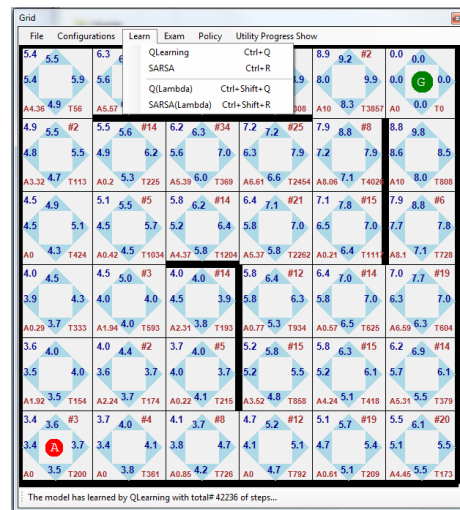 Grid
File Configurations Learn Exam Policy Utility Progress Show
QLearning Ctrl+Q
SARSA Ctrl+R
Q(Lambda) Ctrl+Shift+Q
SARSA(Lambda) Ctrl+Shift+R
5.4 5.5 6.3 8.9 9.2 #2 0.0 0.0
5.4 5.9 5.6 8.0 9.9 0.0 G 0.0
A4.36 4.9 T56 A5.57 308 A10 8.3 T3857 A0 0.0 T0
4.9 5.5 #2 5.5 5.6 #14 6.2 6.3 #34 7.2 7.2 #25 7.9 8.8 #8 8.8 9.8
4.8 5.5 4.9 6.2 5.6 7.0 6.3 7.9 7.2 7.9 8.6 8.5
A3.32 4.7 T113 A0.2 5.3 T225 A5.39 6.0 T369 A6.61 6.6 T2454 A8.06 7.1 T4026 A10 8.0 T808
4.5 4.9 5.1 5.5 #5 5.8 6.2 #14 6.4 7.1 #21 7.1 7.8 #15 7.9 8.8 #6
4.5 5.1 4.5 5.7 5.2 6.4 5.8 7.0 6.5 7.0 7.7 7.8
A0 4.3 T424 A0.42 4.5 T1034 A4.37 5.8 T1204 A5.37 5.8 T2262 A0.21 6.4 T1117 A8.1 7.1 T728
4.0 4.5 4.5 5.0 #3 4.0 4.0 #14 5.8 6.4 #12 6.4 7.0 #14 7.0 7.7 #19
3.9 4.3 4.0 4.0 4.5 3.9 5.8 6.3 5.8 7.0 6.3 7.0
A0.29 3.7 T333 A1.94 4.0 T593 A2.31 3.8 T193 A0.77 5.3 T934 A0.57 6.5 T625 A6.59 6.3 T604
3.6 4.0 4.0 4.4 #2 3.7 4.0 #5 5.2 5.8 #15 5.8 6.3 #15 6.2 6.9 #14
3.5 4.0 3.6 3.7 4.0 3.7 5.2 5.5 5.2 6.1 5.7 6.1
A1.92 3.5 T154 A2.24 3.7 T174 A0.22 4.1 T215 A3.52 4.8 T858 A4.24 5.1 T418 A5.31 5.5 T379
3.4 3.6 #3 3.7 4.0 #4 4.1 3.7 #8 4.7 5.2 #12 5.1 5.7 #19 5.5 6.1 #20
3.4 A 3.7 3.4 4.1 3.8 4.7 4.1 5.1 4.7 5.4 5.1 5.5
A0 3.5 T200 A0 3.8 T361 A0.85 4.2 T726 A0 4.7 T792 A0.61 5.1 T209 A4.45 5.5 T173
The model has learned by QLearning with total# 42236 of steps...